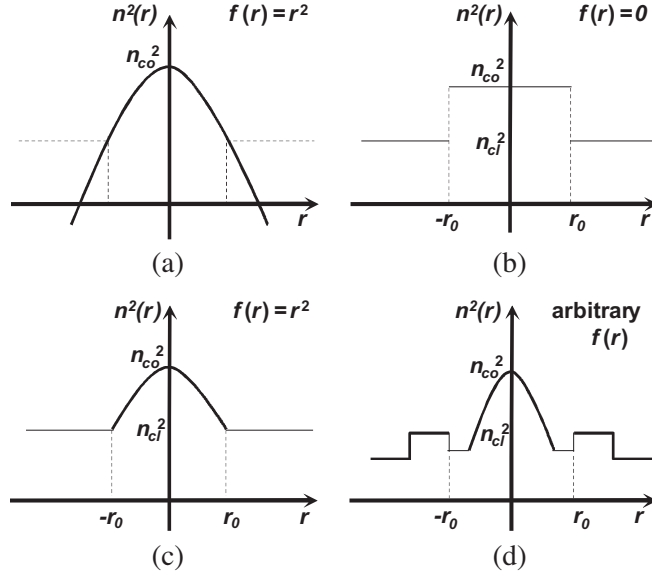 n²(r) f(r) = r²
n_co²
r
(a)
n²(r) f(r) = 0
n_co²
n_cl²
-r₀ r₀ r
(b)
n²(r) f(r) = r²
n_co²
n_cl²
-r₀ r₀ r
(c)
n²(r) arbitrary
f(r)
n_co²
n_cl²
-r₀ r₀ r
(d)